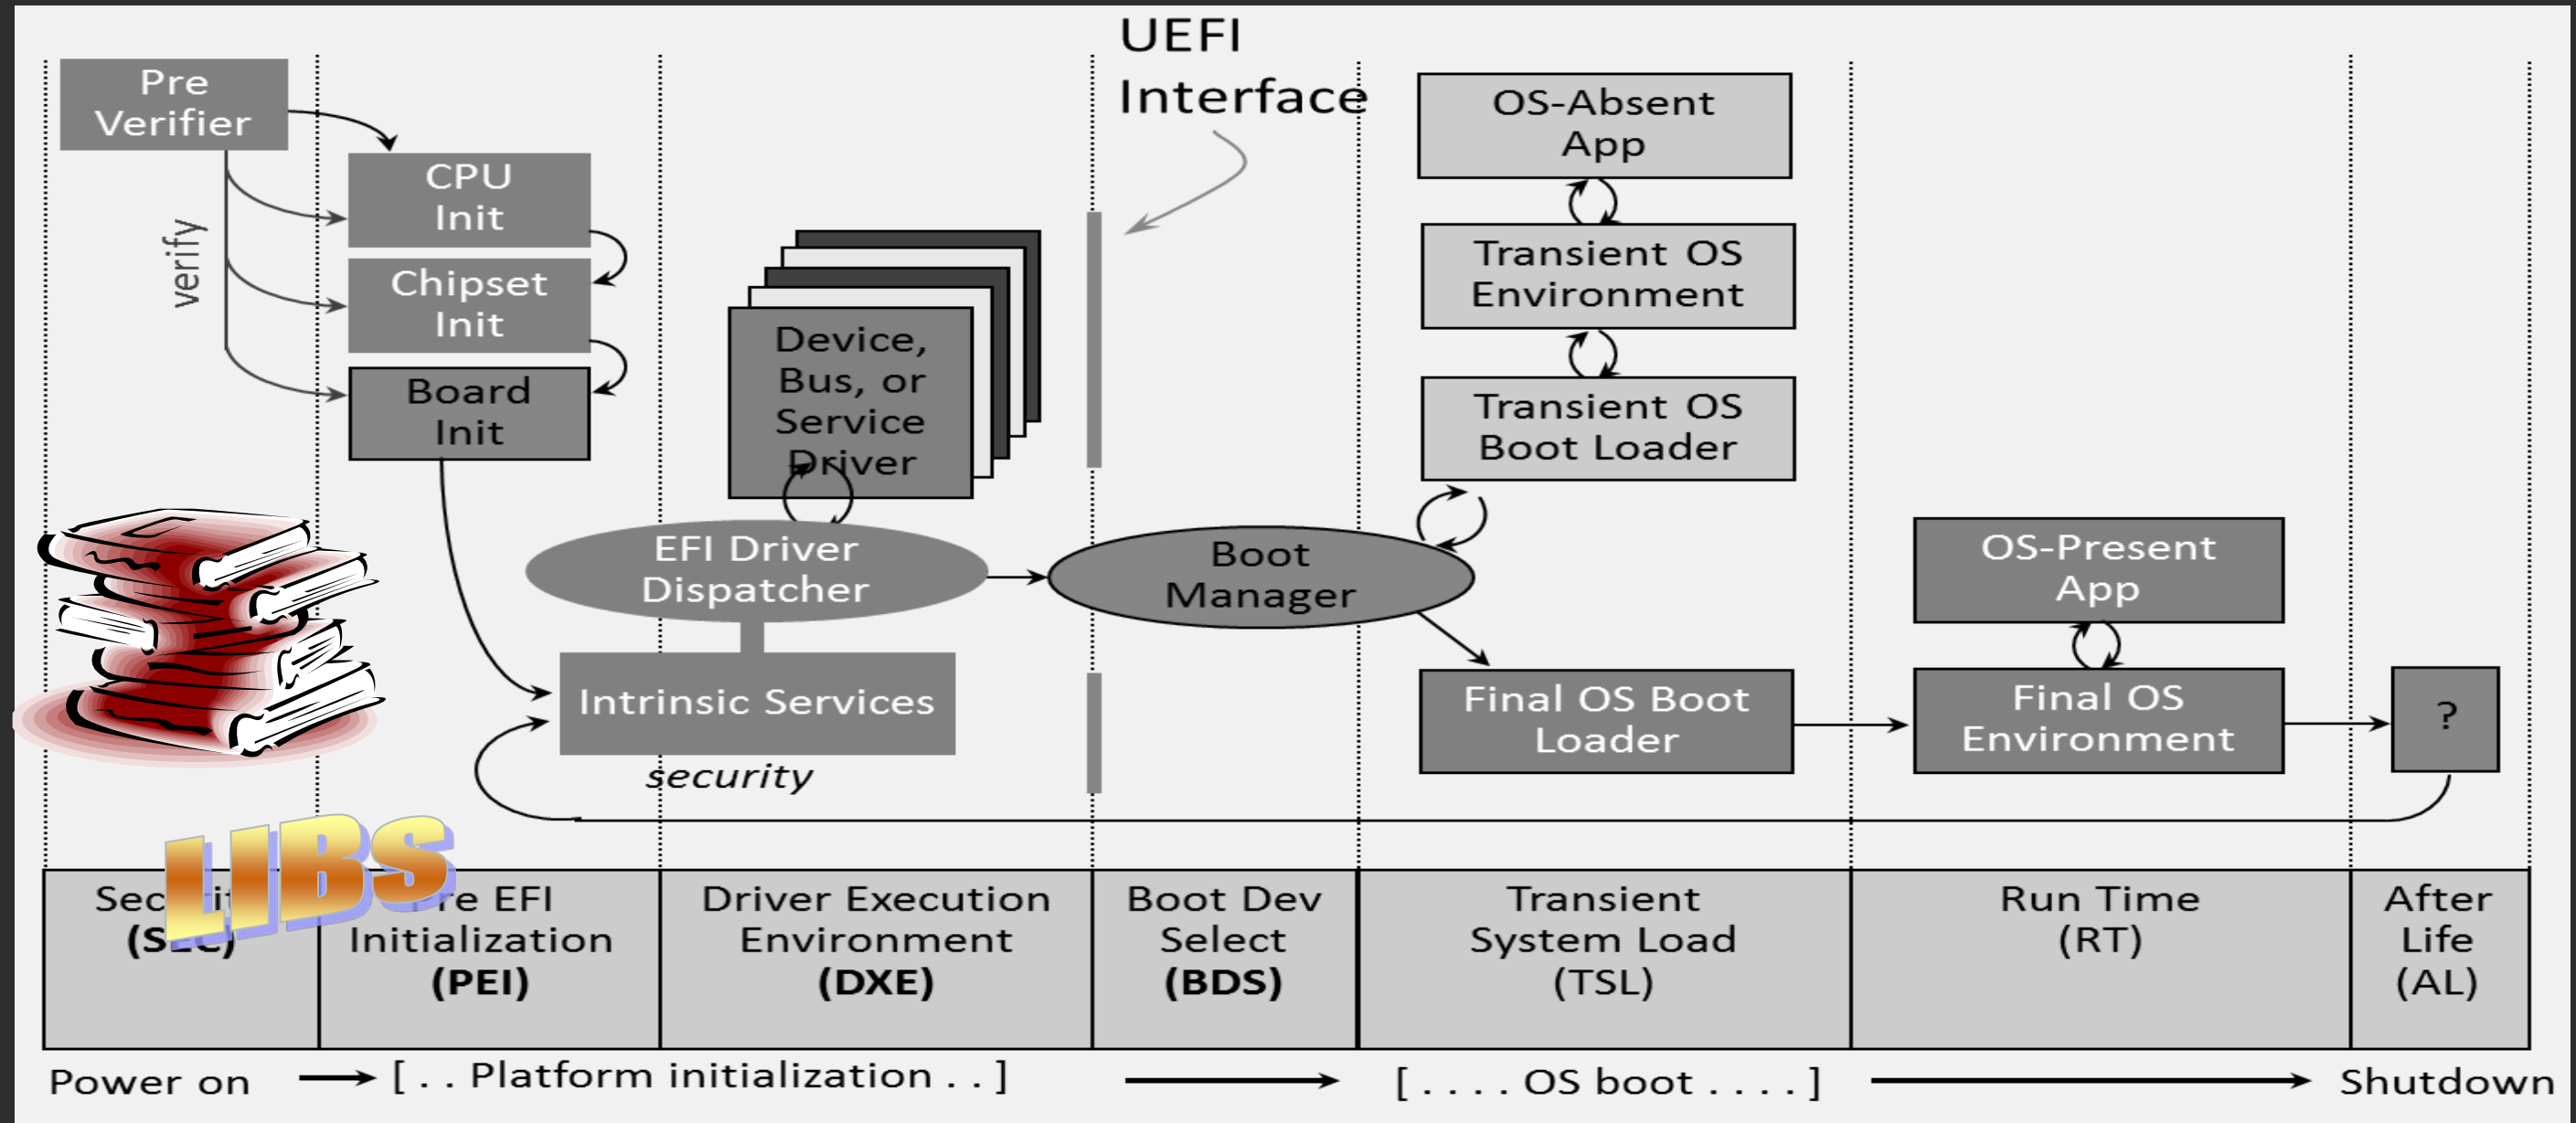 UEFI
Interface
Pre
Verifier
verify
CPU
Init
Chipset
Init
Board
Init
Device,
Bus, or
Service
Driver
EFI Driver
Dispatcher
Intrinsic Services
security
Boot
Manager
OS-Absent
App
Transient OS
Environment
Transient OS
Boot Loader
Final OS Boot
Loader
OS-Present
App
Final OS
Environment
?
LIBS
(SEC)
Pre EFI
Initialization
(PEI)
Driver Execution
Environment
(DXE)
Boot Dev
Select
(BDS)
Transient
System Load
(TSL)
Run Time
(RT)
After
Life
(AL)
Power on
[ . . Platform initialization . . ]
[ . . . . OS boot . . . . ]
Shutdown